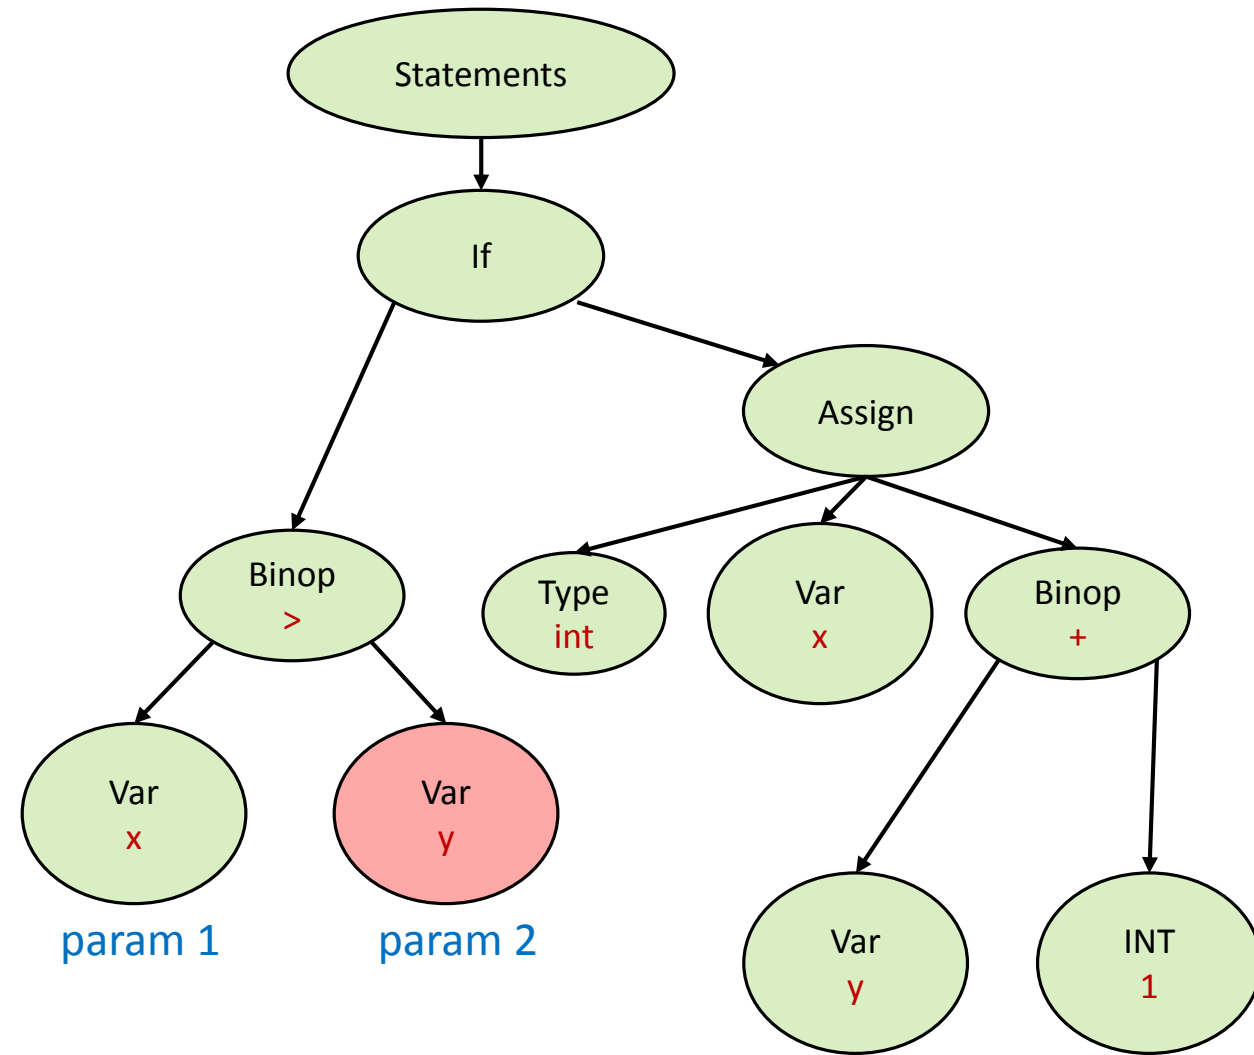 Statements
If
Assign
Binop
>
Type
int
Var
x
Binop
+
Var
x
Var
y
param 1
param 2
Var
y
INT
1